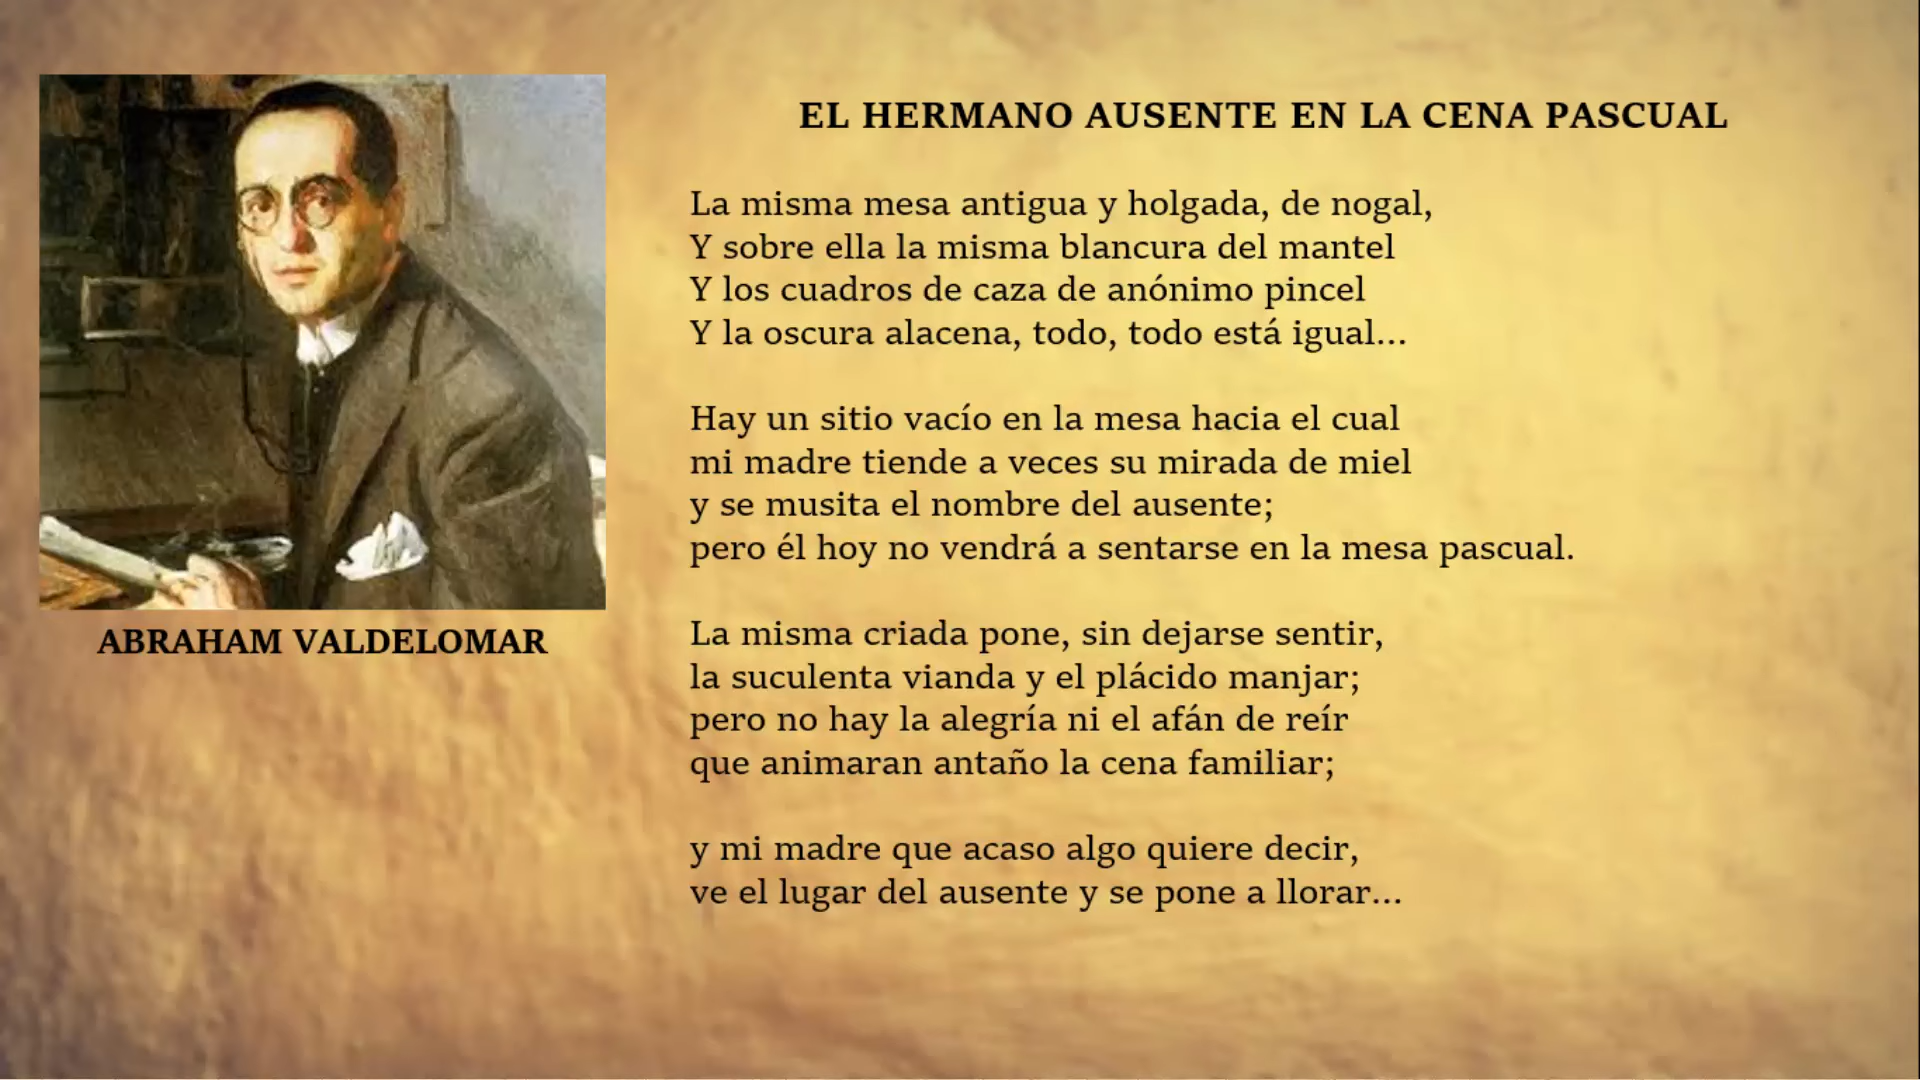 EL HERMANO AUSENTE EN LA CENA PASCUAL
La misma mesa antigua y holgada, de nogal,
Y sobre ella la misma blancura del mantel
Y los cuadros de caza de anónimo pincel
Y la oscura alacena, todo, todo está igual...
Hay un sitio vacío en la mesa hacia el cual
mi madre tiende a veces su mirada de miel
y se musita el nombre del ausente;
pero él hoy no vendrá a sentarse en la mesa pascual.
La misma criada pone, sin dejarse sentir,
la suculenta vianda y el plácido manjar;
pero no hay la alegría ni el afán de reír
que animaran antaño la cena familiar;
y mi madre que acaso algo quiere decir,
ve el lugar del ausente y se pone a llorar...
ABRAHAM VALDELOMAR